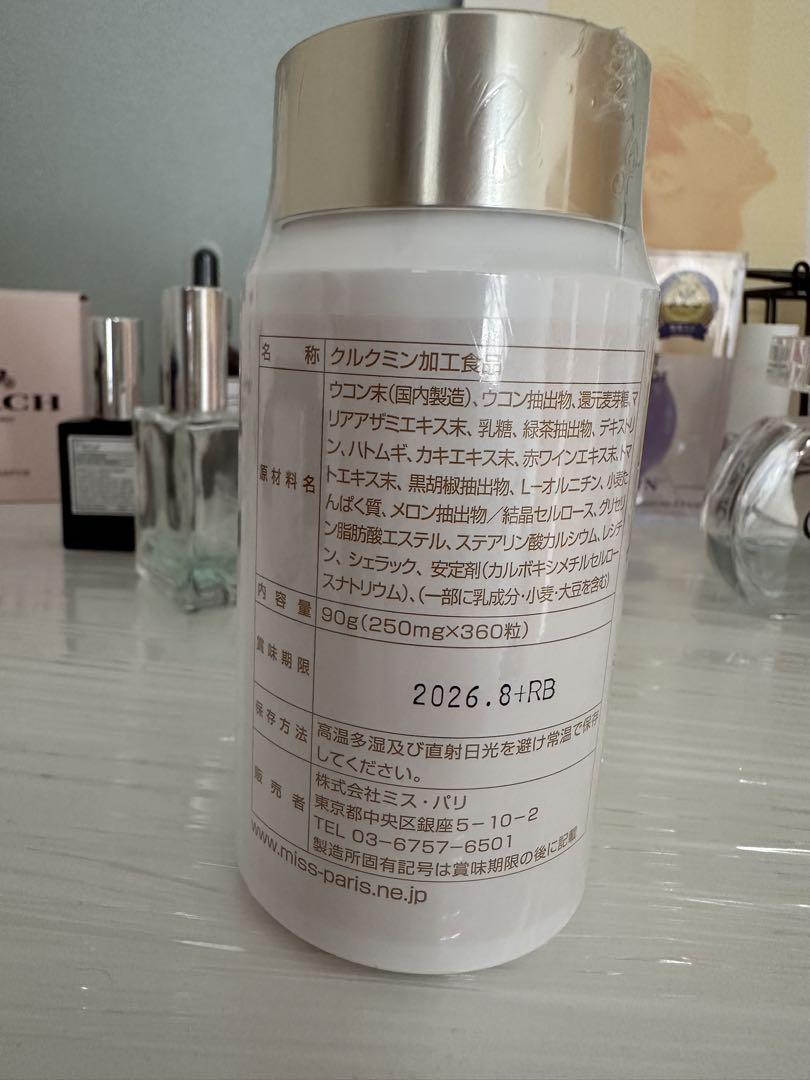 名称 クルクミン加工食品
原材料名 ウコン末(国内製造)、ウコン抽出物、還元麦芽糖、マ
リアアザミエキス末、乳糖、緑茶抽出物、デキストリ
ン、ハトムギ、カキエキス末、赤ワインエキス末、トマ
トエキス末、黒胡椒抽出物、L-オルニチン、小麦た
んぱく質、メロン抽出物/結晶セルロース、グリセリ
ン脂肪酸エステル、ステアリン酸カルシウム、レシチ
ン、シェラック、安定剤(カルボキシメチルセルロー
スナトリウム)、(一部に乳成分・小麦・大豆を含む)
内容量 90g(250mg×360粒)
賞味期限 2026.8+RB
保存方法 高温多湿及び直射日光を避け常温で保存
してください。
販売者 株式会社ミス・パリ
東京都中央区銀座5-10-2
TEL 03-6757-6501
製造所固有記号は賞味期限の後に記載
www.miss-paris.ne.jp